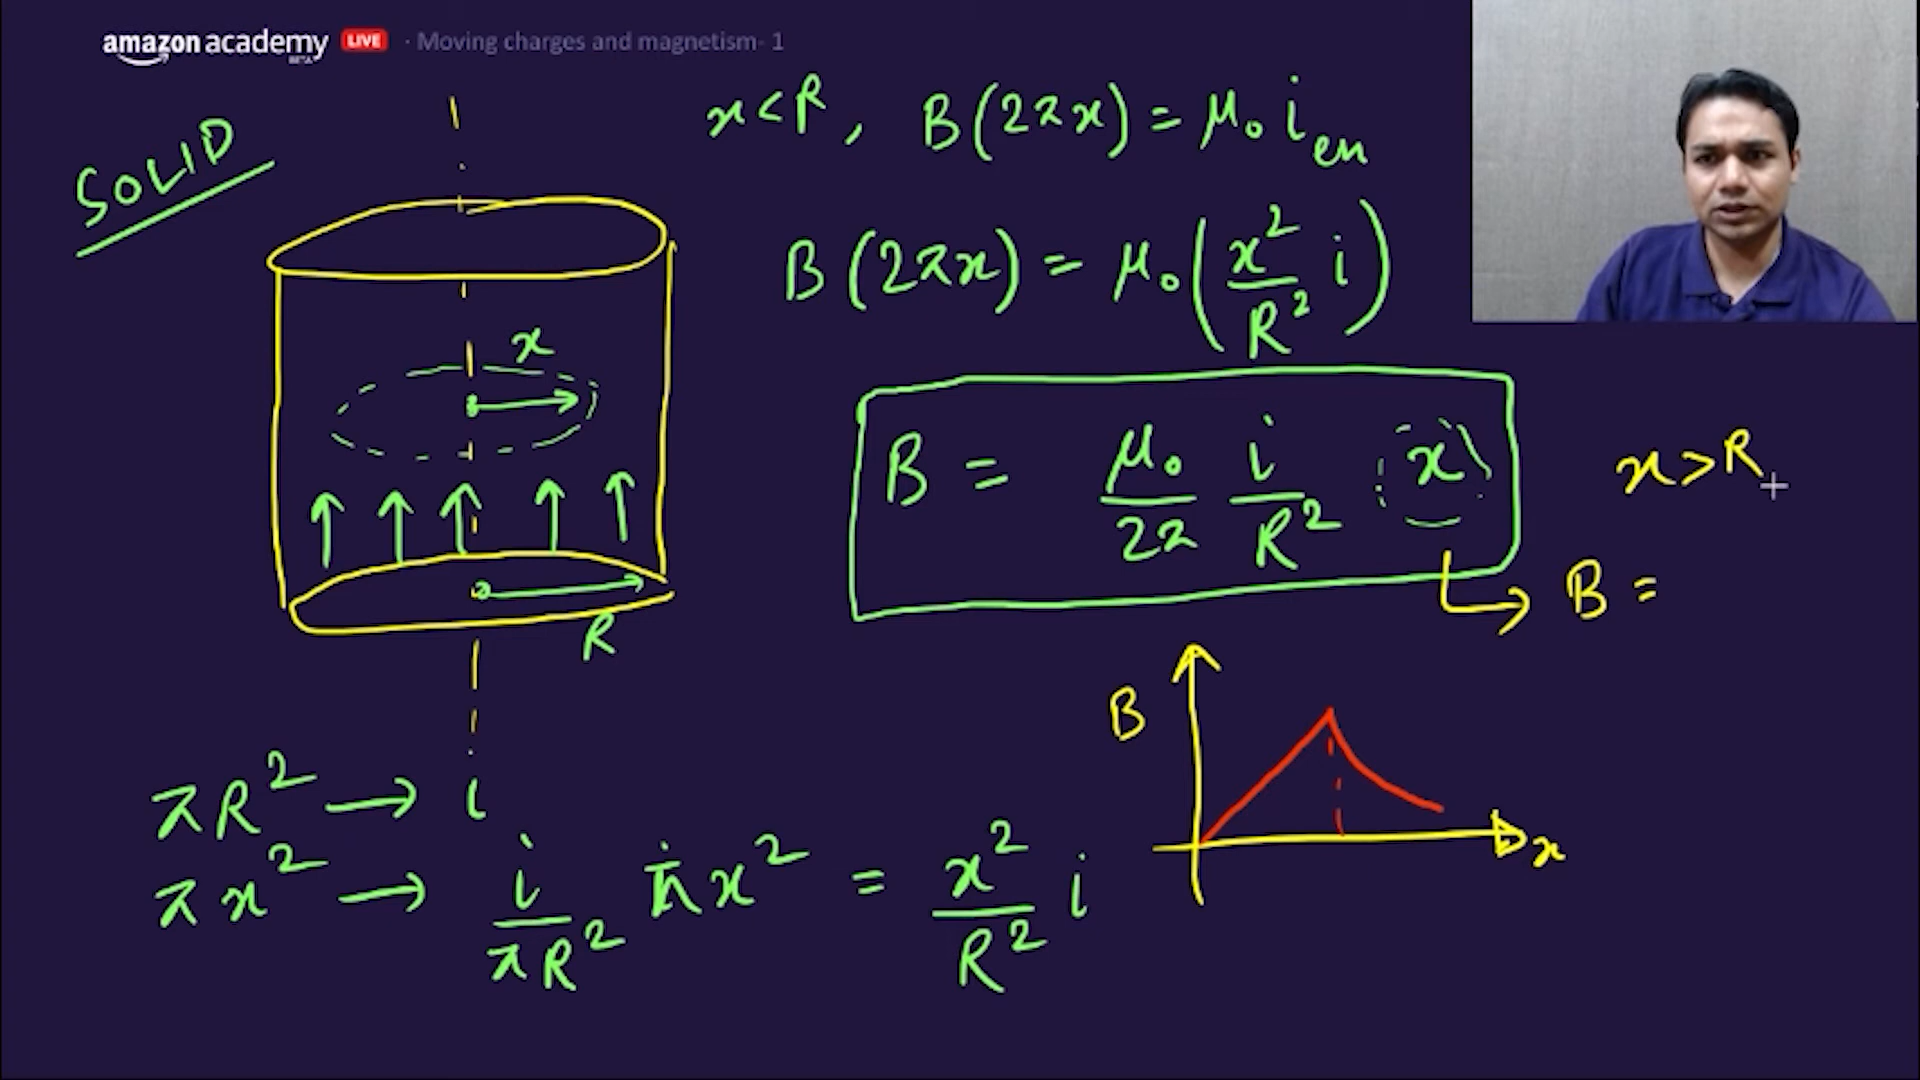 amazon academy LIVE · Moving charges and magnetism- 1
BETA
SOLID
x<R, B(2πx) = μ₀ i_en
B(2πx) = μ₀(x²/R² i)
B = μ₀/2π i/R² x
x>R
B =
x
R
B
x
πR² → i
πx² → i/πR² πx² = x²/R² i